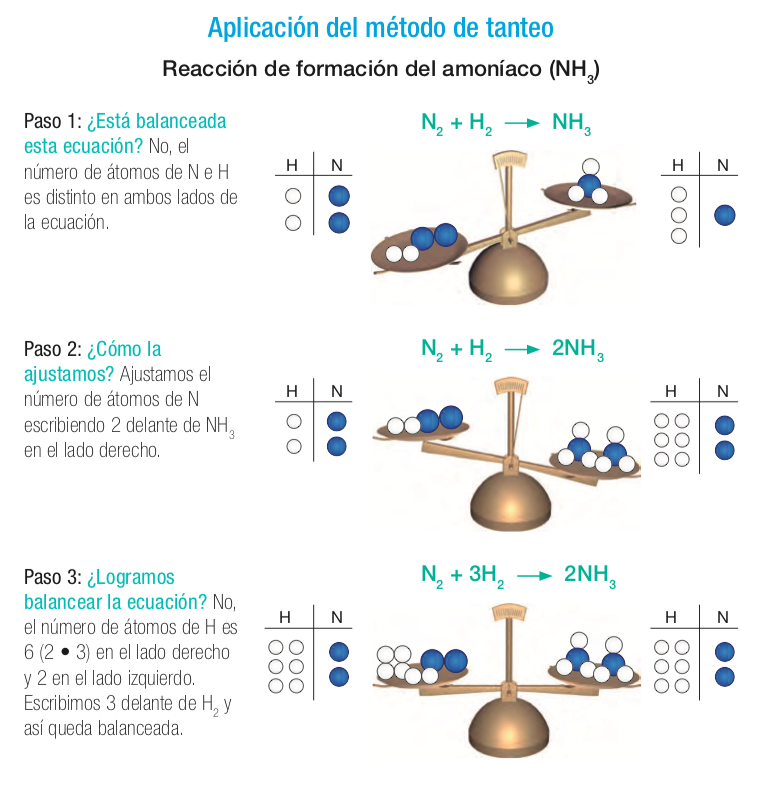 Aplicación del método de tanteo
Reacción de formación del amoníaco (NH₃)
Paso 1: ¿Está balanceada
esta ecuación? No, el
número de átomos de N e H
es distinto en ambos lados de
la ecuación.
N₂ + H₂ ⟶ NH₃
H N
H N
Paso 2: ¿Cómo la
ajustamos? Ajustamos el
número de átomos de N
escribiendo 2 delante de NH₃
en el lado derecho.
N₂ + H₂ ⟶ 2NH₃
H N
H N
Paso 3: ¿Logramos
balancear la ecuación? No,
el número de átomos de H es
6 (2 • 3) en el lado derecho
y 2 en el lado izquierdo.
Escribimos 3 delante de H₂ y
así queda balanceada.
N₂ + 3H₂ ⟶ 2NH₃
H N
H N